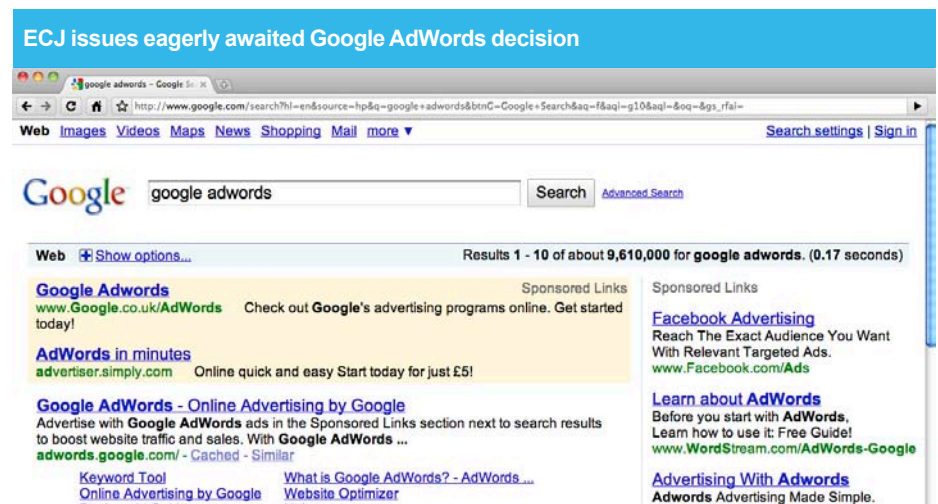 ECJ issues eagerly awaited Google AdWords decision
google adwords – Google Se
http://www.google.com/search?hl=en&source=hp&q=google+adwords&btnG=Google+Search&aq=f&aqi=g10&aql=&oq=&gs_rfai=
Web Images Videos Maps News Shopping Mail more ▼ Search settings | Sign in
Google google adwords Search Advanced Search
Web Show options... Results 1 - 10 of about 9,610,000 for google adwords. (0.17 seconds)
Google Adwords Sponsored Links
www.Google.co.uk/AdWords Check out Google's advertising programs online. Get started
today!
AdWords in minutes
advertiser.simply.com Online quick and easy Start today for just £5!
Google AdWords - Online Advertising by Google
Advertise with Google AdWords ads in the Sponsored Links section next to search results
to boost website traffic and sales. With Google AdWords ...
adwords.google.com/ - Cached - Similar
Keyword Tool What is Google AdWords? - AdWords ...
Online Advertising by Google Website Optimizer
Sponsored Links
Facebook Advertising
Reach The Exact Audience You Want
With Relevant Targeted Ads.
www.Facebook.com/Ads
Learn about AdWords
Before you start with AdWords,
Learn how to use it: Free Guide!
www.WordStream.com/AdWords-Google
Advertising With Adwords
Adwords Advertising Made Simple.